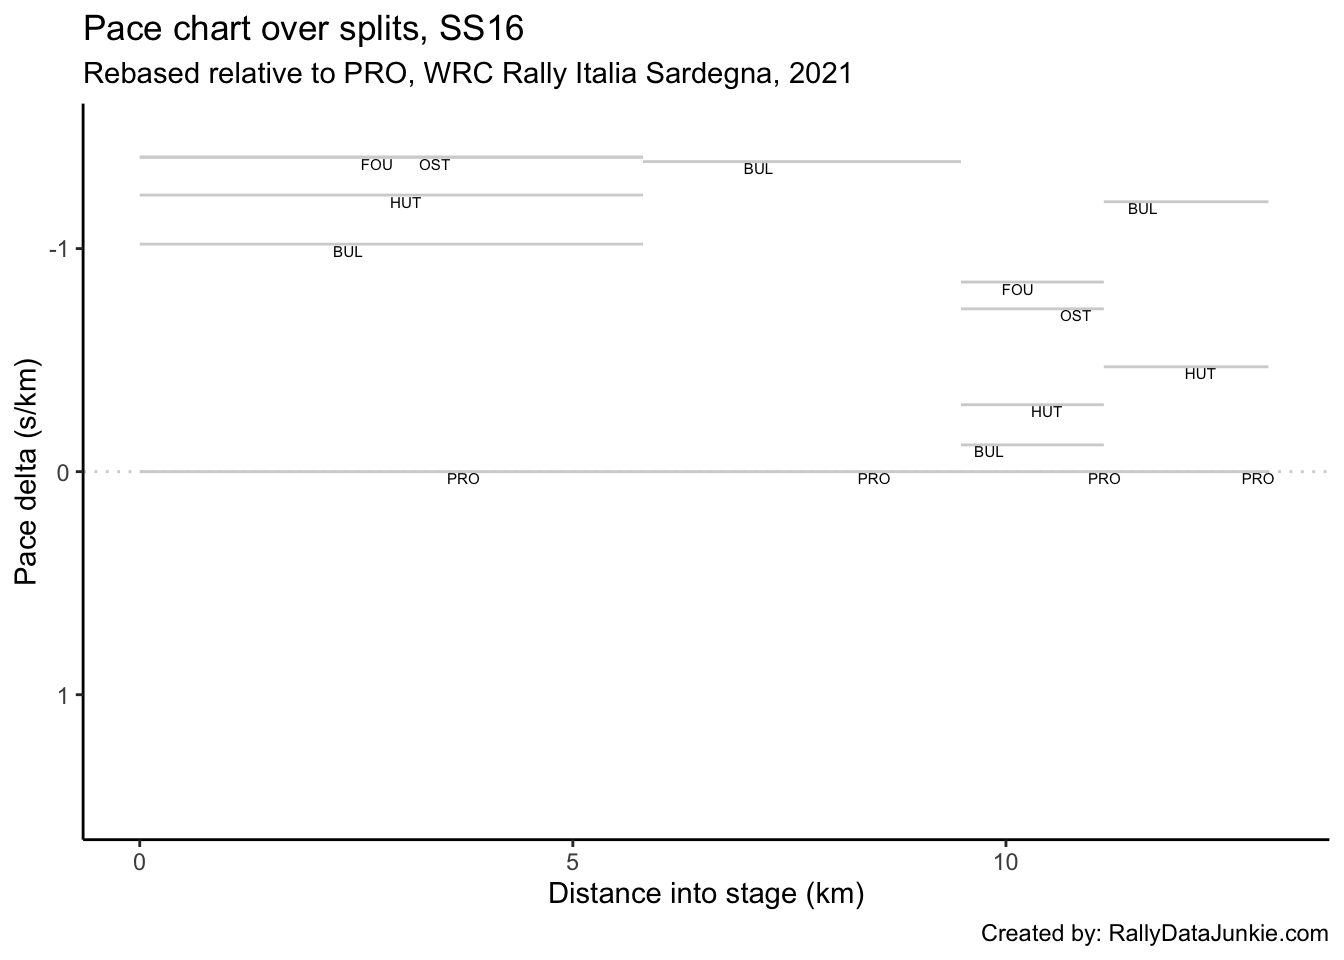 Pace chart over splits, SS16
Rebased relative to PRO, WRC Rally Italia Sardegna, 2021
FOU OST
BUL
HUT
BUL
BUL
-1
FOU
OST
HUT
HUT
BUL
0
PRO PRO PRO PRO
Pace delta (s/km)
1
0 5 10
Distance into stage (km)
Created by: RallyDataJunkie.com